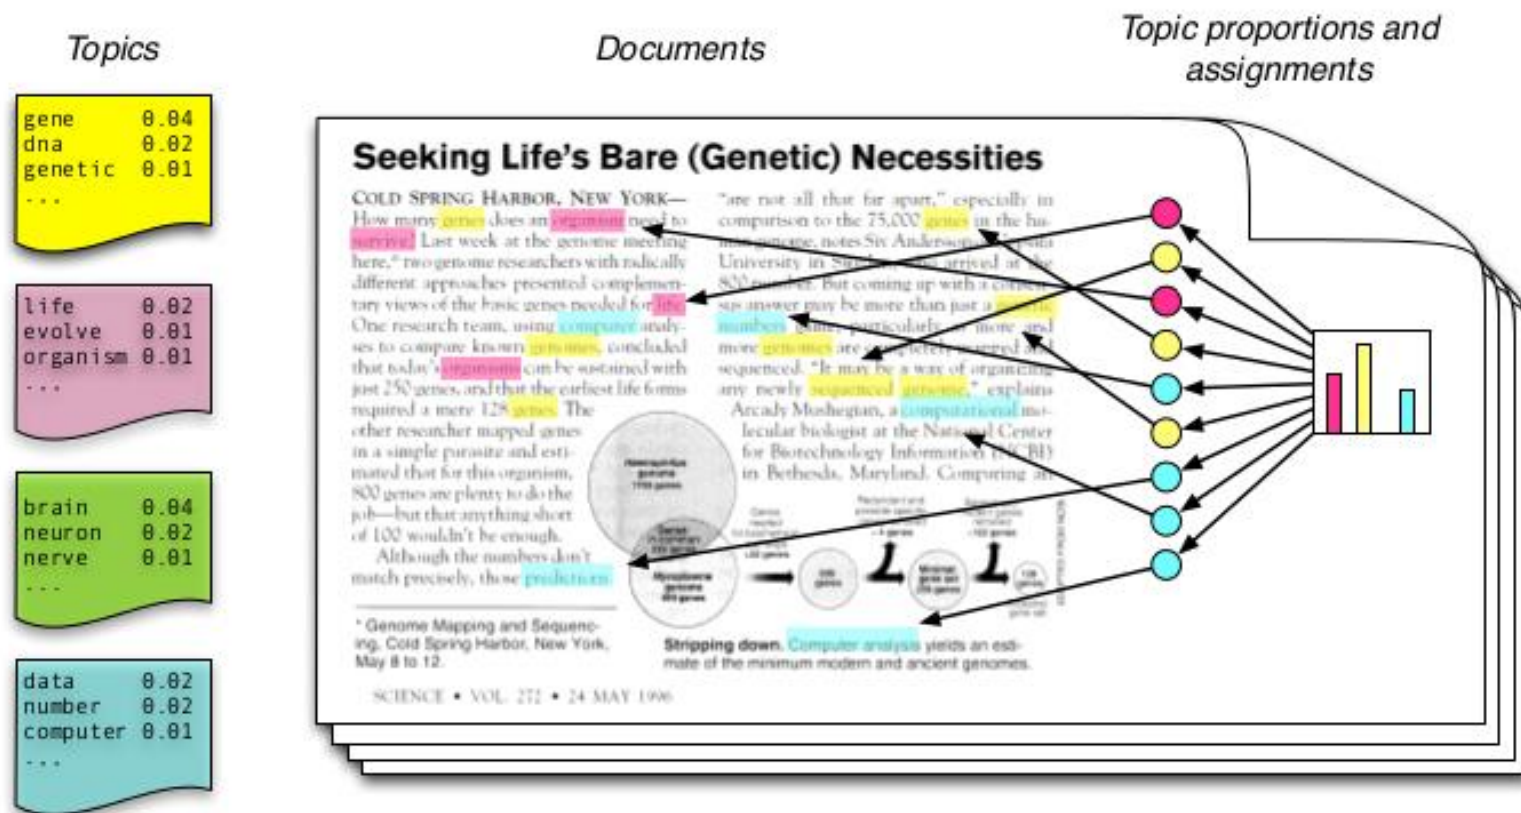 Topics
Documents
Topic proportions and
assignments
gene 0.04
dna 0.02
genetic 0.01
...
life 0.02
evolve 0.01
organism 0.01
...
brain 0.04
neuron 0.02
nerve 0.01
...
data 0.02
number 0.02
computer 0.01
...
Seeking Life's Bare (Genetic) Necessities
COLD SPRING HARBOR, NEW YORK—
How many genes does an organism need to
survive? Last week at the genome meeting
here,* two genome researchers with radically
different approaches presented complemen-
tary views of the basic genes needed for life.
One research team, using computer analy-
ses to compare known genomes, concluded
that today's organisms can be sustained with
just 250 genes, and that the earliest life forms
required a mere 128 genes. The
other researcher mapped genes
in a simple parasite and esti-
mated that for this organism,
800 genes are plenty to do the
job—but that anything short
of 100 wouldn't be enough.
Although the numbers don't
match precisely, those predictions
* Genome Mapping and Sequenc-
ing, Cold Spring Harbor, New York,
May 8 to 12.
"are not all that far apart," especially in
comparison to the 75,000 genes in the hu-
genome, notes Siv Andersson
University in arrived at the
800 number. But coming up with a
sus answer may be more than just a
numbers particularly more and
more genomes are completely mapped and
sequenced. "It may be a way of organizing
any newly sequenced genome," explains
Arcady Mushegian, a computational mo-
lecular biologist at the National Center
for Biotechnology Information (NCBI)
in Bethesda, Maryland. Comparing
genome
Genes
genome
genes
genes
Minimal
gene set
Stripping down. Computer analysis yields an esti-
mate of the minimum modern and ancient genomes.
SCIENCE • VOL. 272 • 24 MAY 1996